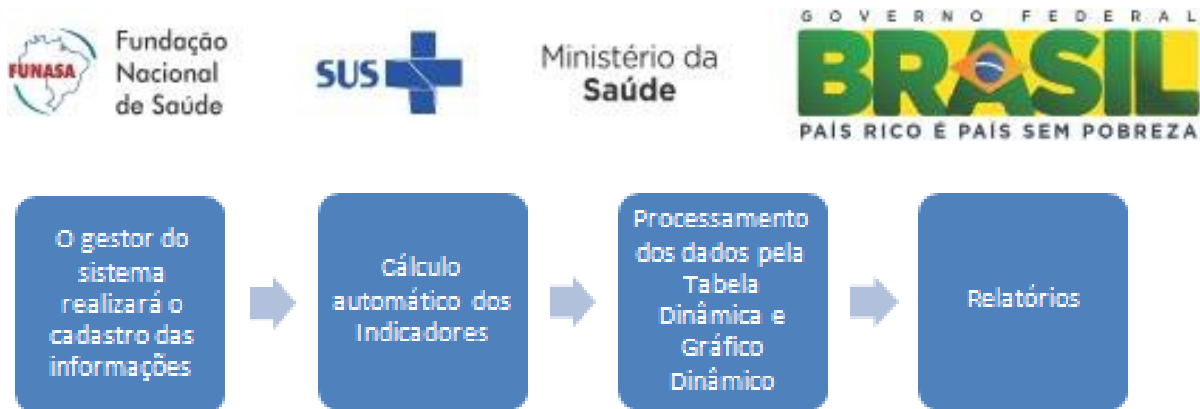 FUNASA
Fundação
Nacional
de Saúde
SUS
Ministério da
Saúde
GOVERNO FEDERAL
BRASIL
PAÍS RICO É PAÍS SEM POBREZA
O gestor do
sistema
realizará o
cadastro das
informações
Cálculo
automático dos
Indicadores
Processamento
dos dados pela
Tabela
Dinâmica e
Gráfico
Dinâmico
Relatórios